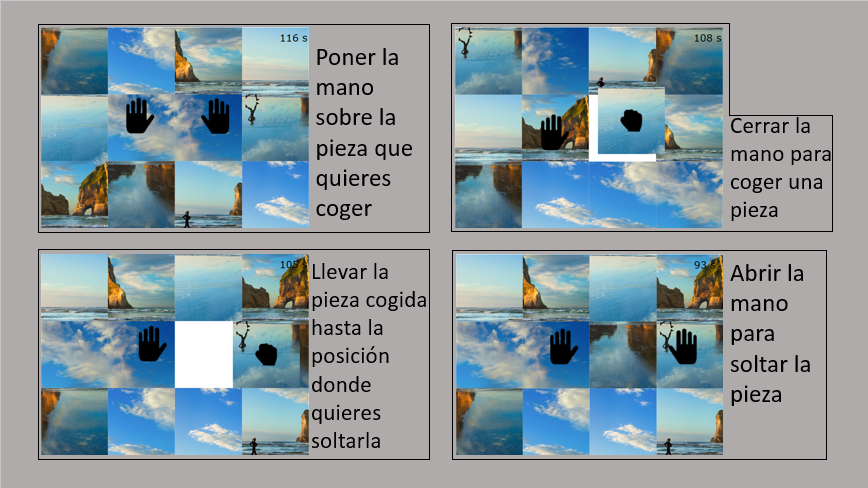 116 s
Poner la
mano
sobre la
pieza que
quieres
coger
108 s
Cerrar la
mano para
coger una
pieza
Llevar la
pieza cogida
hasta la
posición
donde
quieres
soltarla
93 s
Abrir la
mano
para
soltar la
pieza